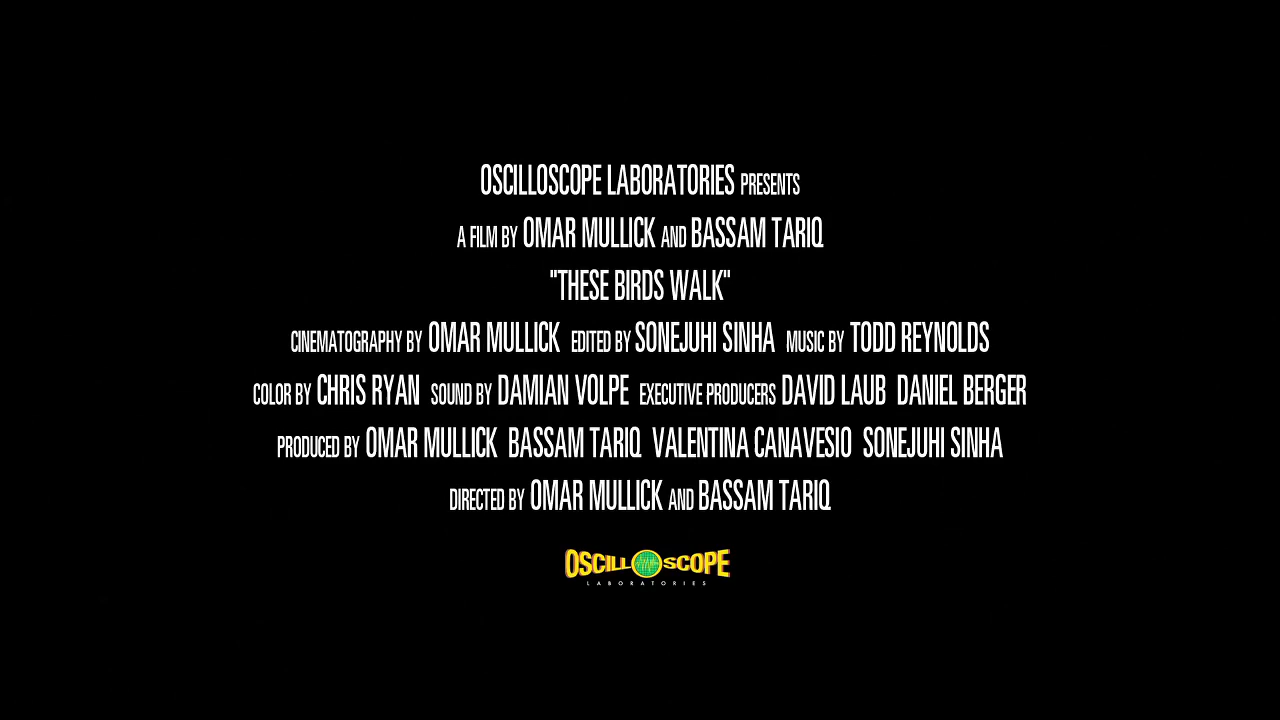 OSCILLOSCOPE LABORATORIES PRESENTS
A FILM BY OMAR MULLICK AND BASSAM TARIQ
"THESE BIRDS WALK"
CINEMATOGRAPHY BY OMAR MULLICK EDITED BY SONEJUHI SINHA MUSIC BY TODD REYNOLDS
COLOR BY CHRIS RYAN SOUND BY DAMIAN VOLPE EXECUTIVE PRODUCERS DAVID LAUB DANIEL BERGER
PRODUCED BY OMAR MULLICK BASSAM TARIQ VALENTINA CANAVESIO SONEJUHI SINHA
DIRECTED BY OMAR MULLICK AND BASSAM TARIQ
OSCILLOSCOPE
LABORATORIES